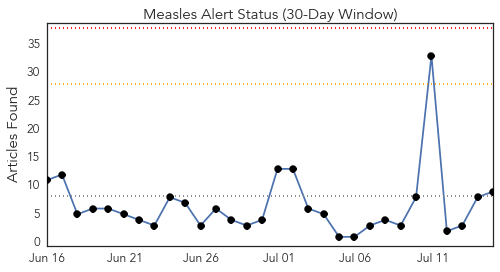 Measles Alert Status (30-Day Window)
Articles Found
35
30
25
20
15
10
5
0
Jun 16 Jun 21 Jun 26 Jul 01 Jul 06 Jul 11